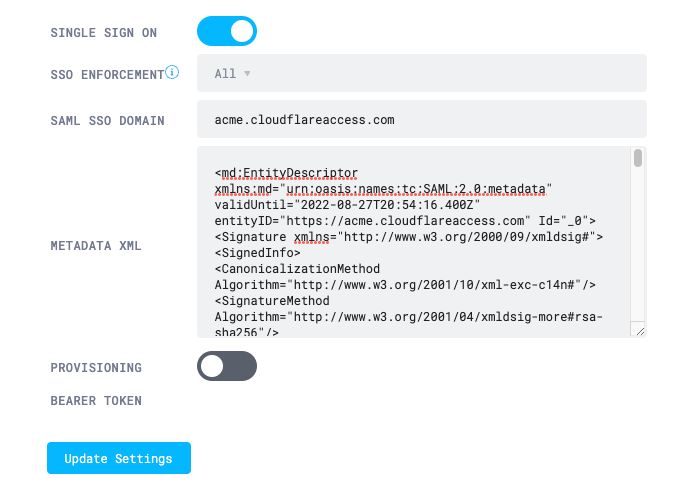 SINGLE SIGN ON
SSO ENFORCEMENT
All
SAML SSO DOMAIN
acme.cloudflareaccess.com
METADATA XML
<md:EntityDescriptor
xmlns:md="urn:oasis:names:tc:SAML:2.0:metadata"
validUntil="2022-08-27T20:54:16.400Z"
entityID="https://acme.cloudflareaccess.com" Id="_0">
<Signature xmlns="http://www.w3.org/2000/09/xmldsig#">
<SignedInfo>
<CanonicalizationMethod
Algorithm="http://www.w3.org/2001/10/xml-exc-c14n#"/>
<SignatureMethod
Algorithm="http://www.w3.org/2001/04/xmldsig-more#rsa-
sha256"/>
PROVISIONING
BEARER TOKEN
Update Settings